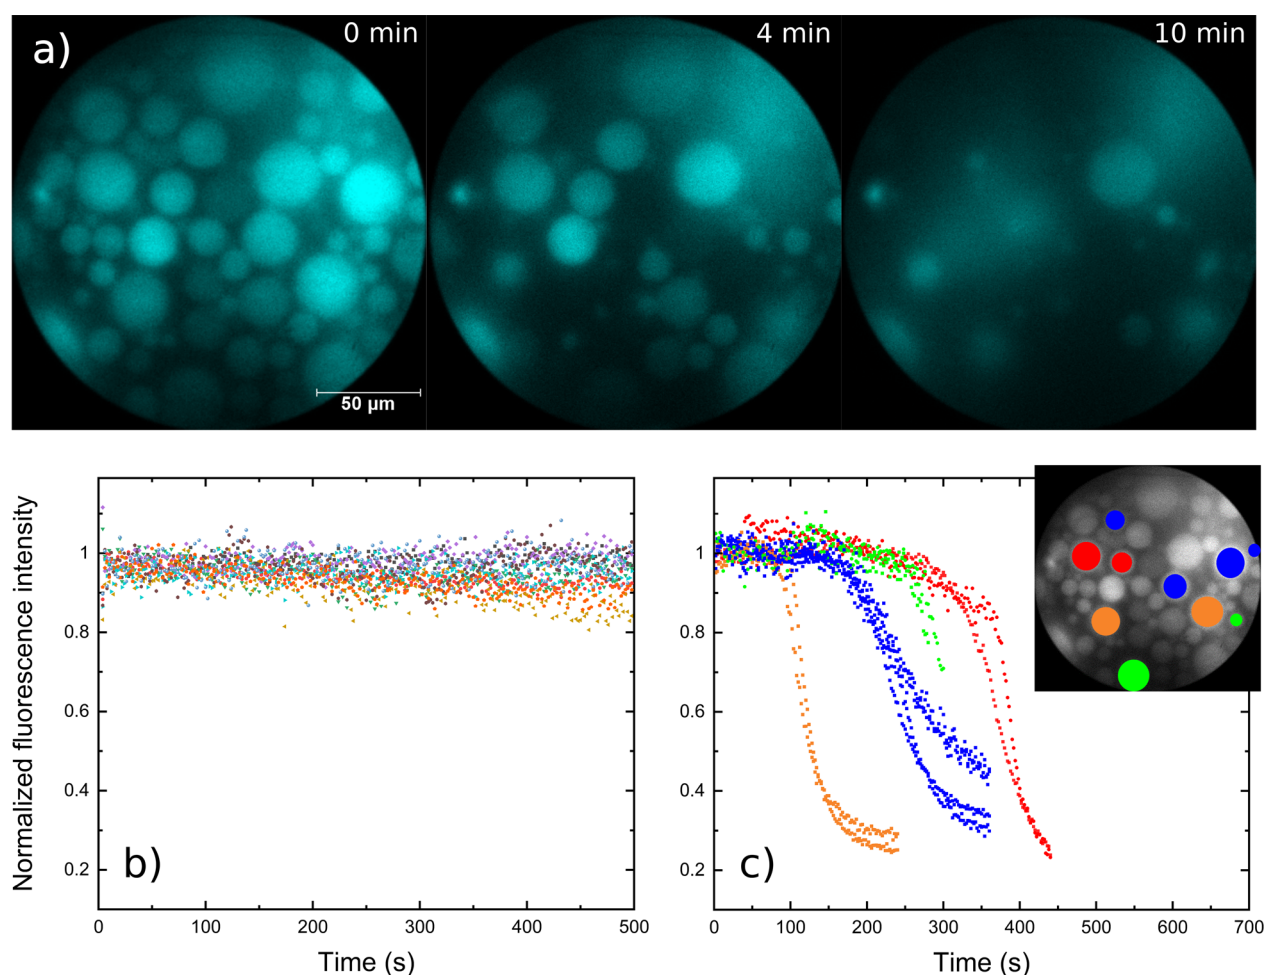 a)
0 min
4 min
10 min
50 µm
Normalized fluorescence intensity
1
0.8
0.6
0.4
0.2
b)
0 100 200 300 400 500
Time (s)
1
0.8
0.6
0.4
0.2
c)
0 100 200 300 400 500 600 700
Time (s)